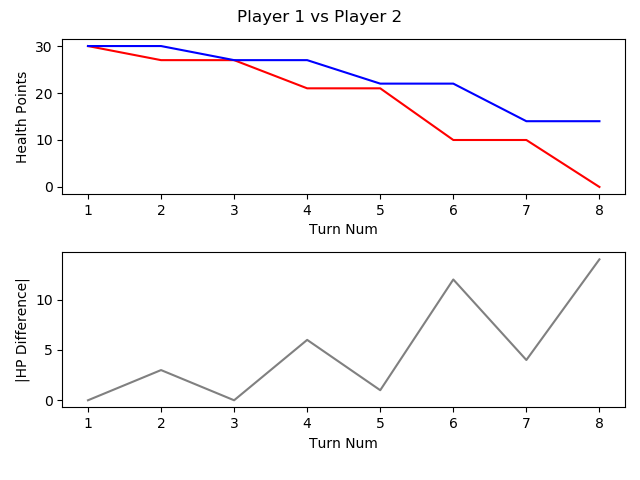 Player 1 vs Player 2
30
20
10
0
Health Points
1 2 3 4 5 6 7 8
Turn Num
10
5
0
|HP Difference|
1 2 3 4 5 6 7 8
Turn Num